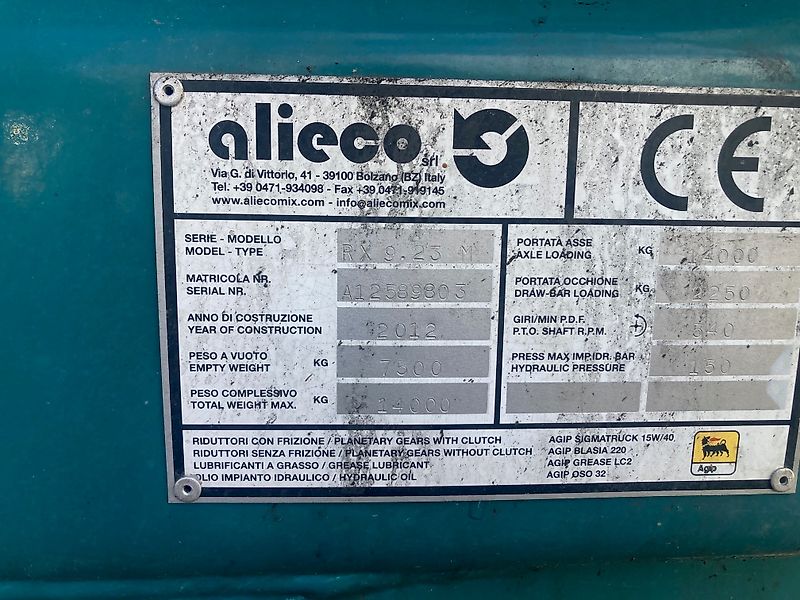 alieco Srl.
Via G. di Vittorio, 41 - 39100 Bolzano (BZ) Italy
Tel. +39 0471-934098 - Fax +39 0471-919145
www.aliecomix.com - info@aliecomix.com
CE
SERIE - MODELLO
MODEL - TYPE
RX 9.23 M
MATRICOLA NR.
SERIAL NR.
A12589803
ANNO DI COSTRUZIONE
YEAR OF CONSTRUCTION
2012
PESO A VUOTO
EMPTY WEIGHT
KG
7500
PESO COMPLESSIVO
TOTAL WEIGHT MAX.
KG
14000
PORTATA ASSE
AXLE LOADING
KG
14000
PORTATA OCCHIONE
DRAW-BAR LOADING
KG
GIRI/MIN P.D.F.
P.T.O. SHAFT R.P.M.
540
PRESS MAX IMP.IDR. BAR
HYDRAULIC PRESSURE
150
RIDUTTORI CON FRIZIONE / PLANETARY GEARS WITH CLUTCH AGIP SIGMATRUCK 15W/40
RIDUTTORI SENZA FRIZIONE / PLANETARY GEARS WITHOUT CLUTCH AGIP BLASIA 220
LUBRIFICANTI A GRASSO / GREASE LUBRICANT AGIP GREASE LC2
OLIO IMPIANTO IDRAULICO / HYDRAULIC OIL AGIP OSO 32
Agip